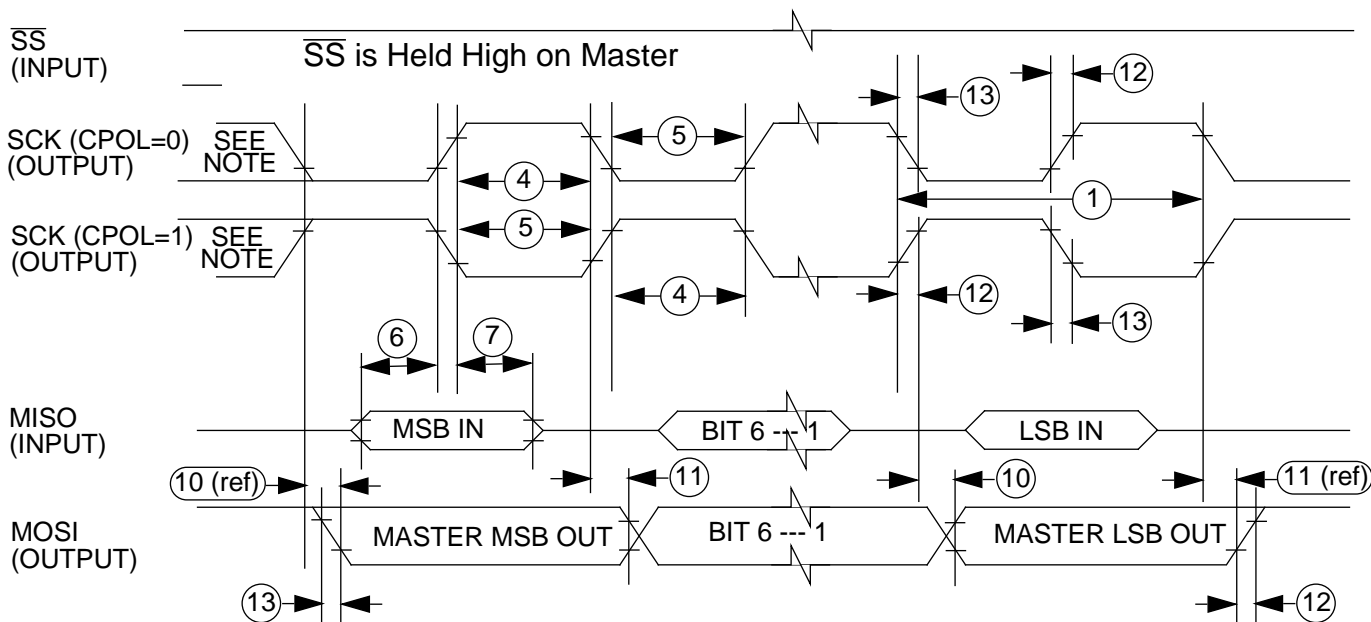 SS
(INPUT)
SS is Held High on Master
12
13
SCK (CPOL=0)
(OUTPUT)
SEE
NOTE
5
4
1
SCK (CPOL=1)
(OUTPUT)
SEE
NOTE
5
4
12
13
6
7
MISO
(INPUT)
MSB IN
BIT 6 --- 1
LSB IN
10 (ref)
11
10
11 (ref)
MOSI
(OUTPUT)
MASTER MSB OUT
BIT 6 --- 1
MASTER LSB OUT
13
12